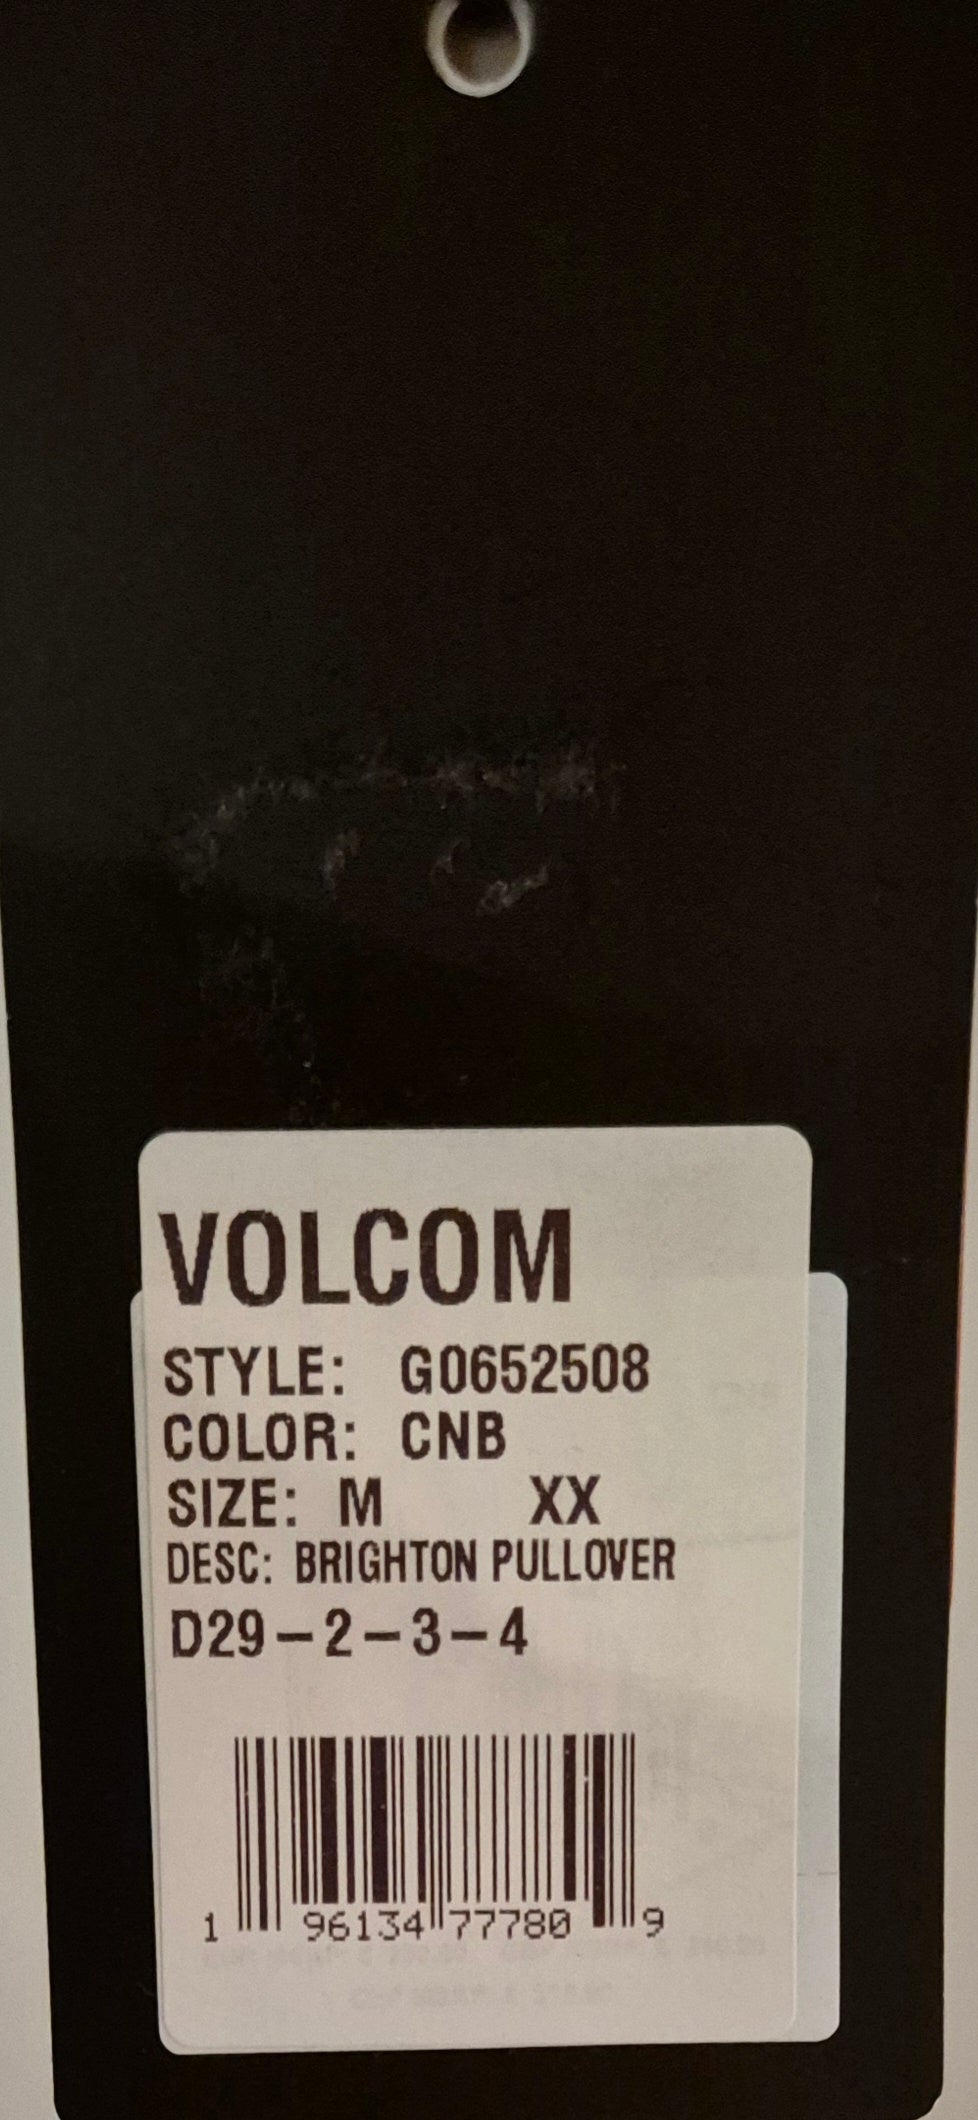 VOLCOM
STYLE: G0652508
COLOR: CNB
SIZE: M XX
DESC: BRIGHTON PULLOVER
D29-2-3-4
1 96134 77780 9